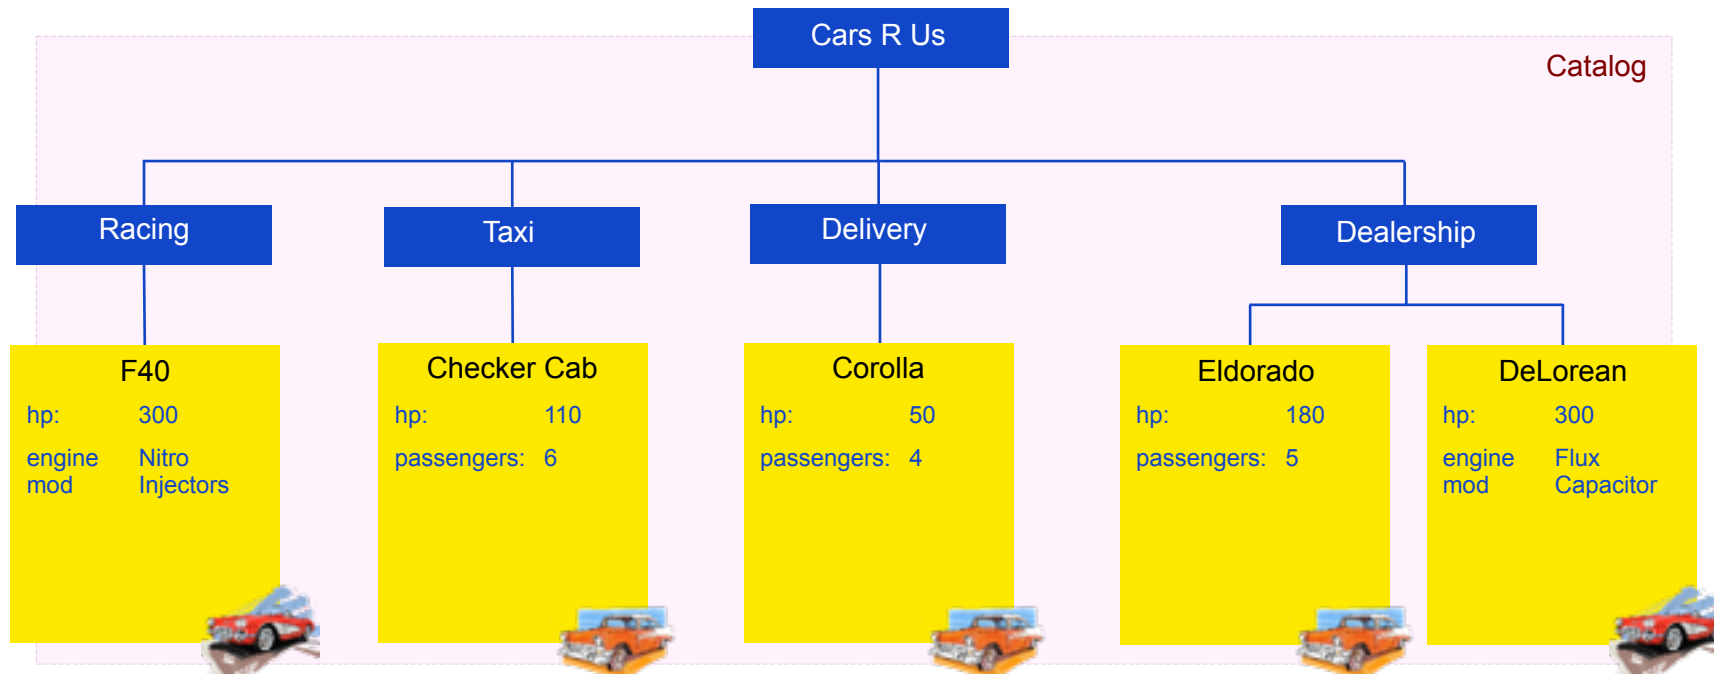 Cars R Us
Catalog
Racing
Taxi
Delivery
Dealership
F40
hp: 300
engine mod Nitro Injectors
Checker Cab
hp: 110
passengers: 6
Corolla
hp: 50
passengers: 4
Eldorado
hp: 180
passengers: 5
DeLorean
hp: 300
engine mod Flux Capacitor